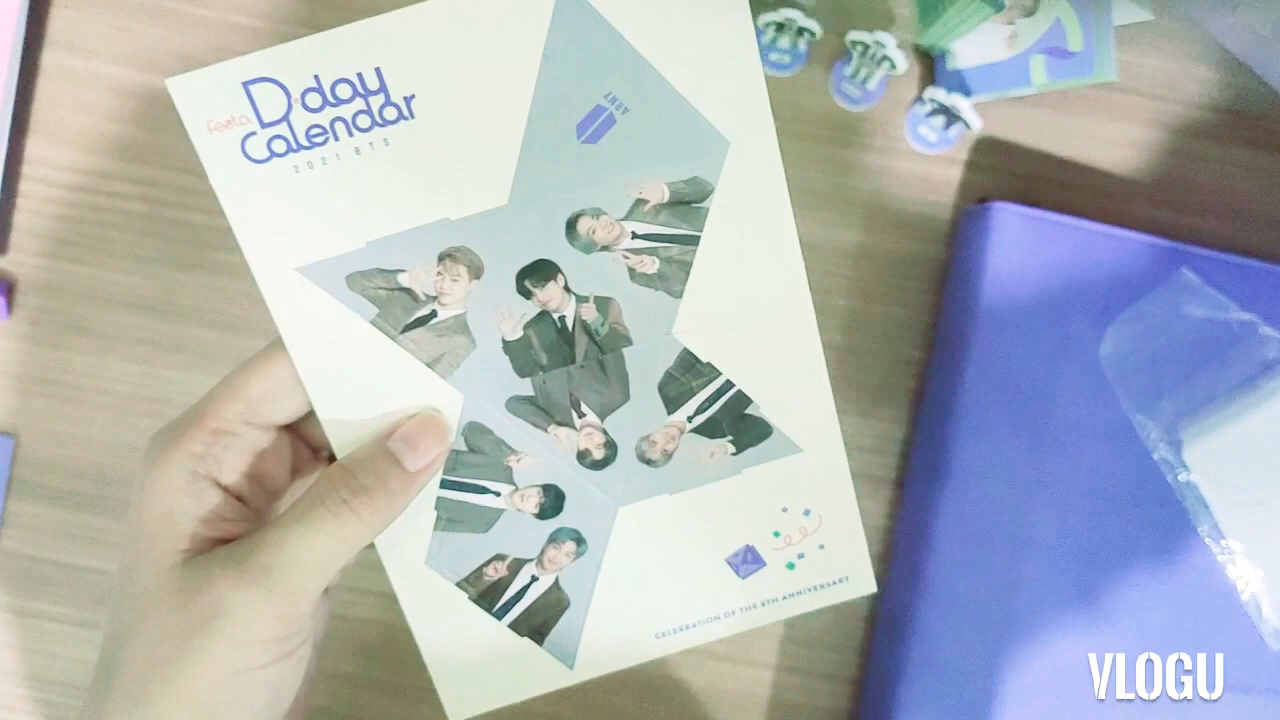 festa
D-day
Calendar
2021 BTS
ARMY
CELEBRATION OF THE 8TH ANNIVERSARY
VLOGU